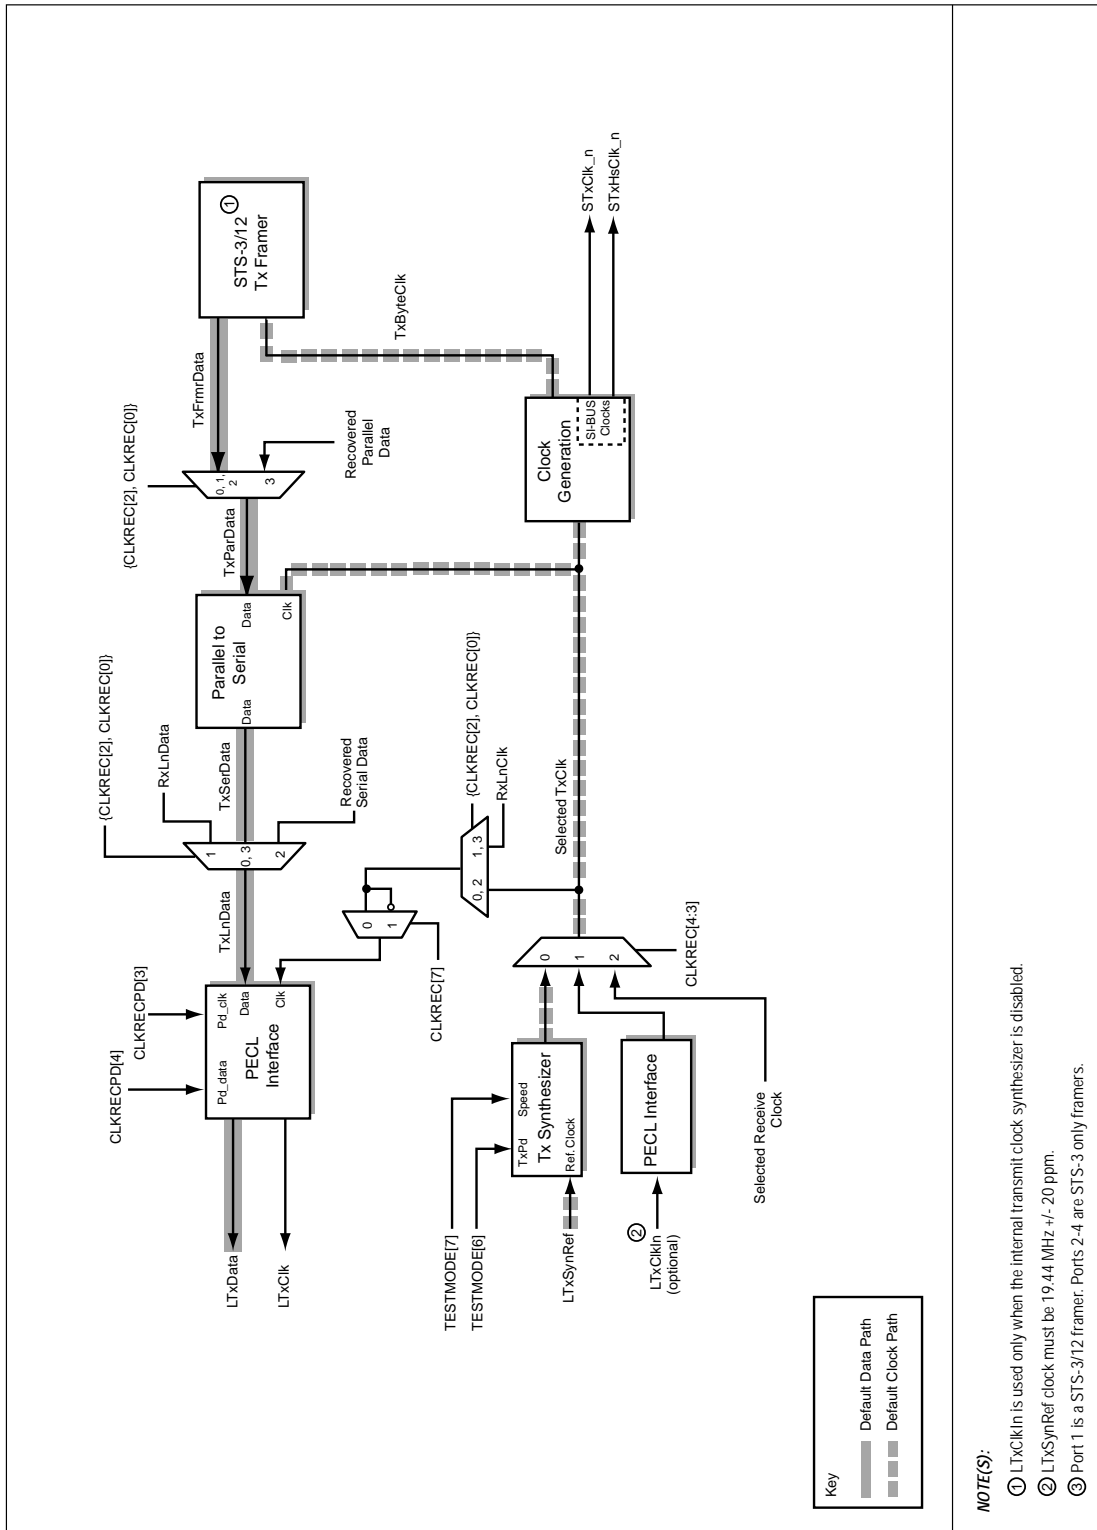 CLKRECPD[4]
CLKRECPD[3]
{CLKREC[2], CLKREC[0]}
RxLnData
{CLKREC[2], CLKREC[0]}
LTxData
LTxClk
Pd_data
Pd_clk
PECL
Interface
Data
Clk
TxLnData
1
0, 3
2
TxSerData
Recovered
Serial Data
Parallel to
Serial
Data
Data
Clk
TxParData
0, 1,
2
3
Recovered
Parallel
Data
TxFrmrData
STS-3/12
Tx Framer
1
0
1
CLKREC[7]
0, 2
1, 3
{CLKREC[2], CLKREC[0]}
RxLnClk
TxByteClk
TESTMODE[7]
TESTMODE[6]
LTxSynRef
TxPd
Speed
Tx Synthesizer
Ref. Clock
2
LTxClkIn
(optional)
PECL Interface
0
1
2
CLKREC[4:3]
Selected Receive
Clock
Selected TxClk
Clock
Generation
SI-BUS
Clocks
STxClk_n
STxHsClk_n
Key
Default Data Path
Default Clock Path
NOTE(S):
1 LTxClkIn is used only when the internal transmit clock synthesizer is disabled.
2 LTxSynRef clock must be 19.44 MHz +/- 20 ppm.
3 Port 1 is a STS-3/12 framer. Ports 2-4 are STS-3 only framers.